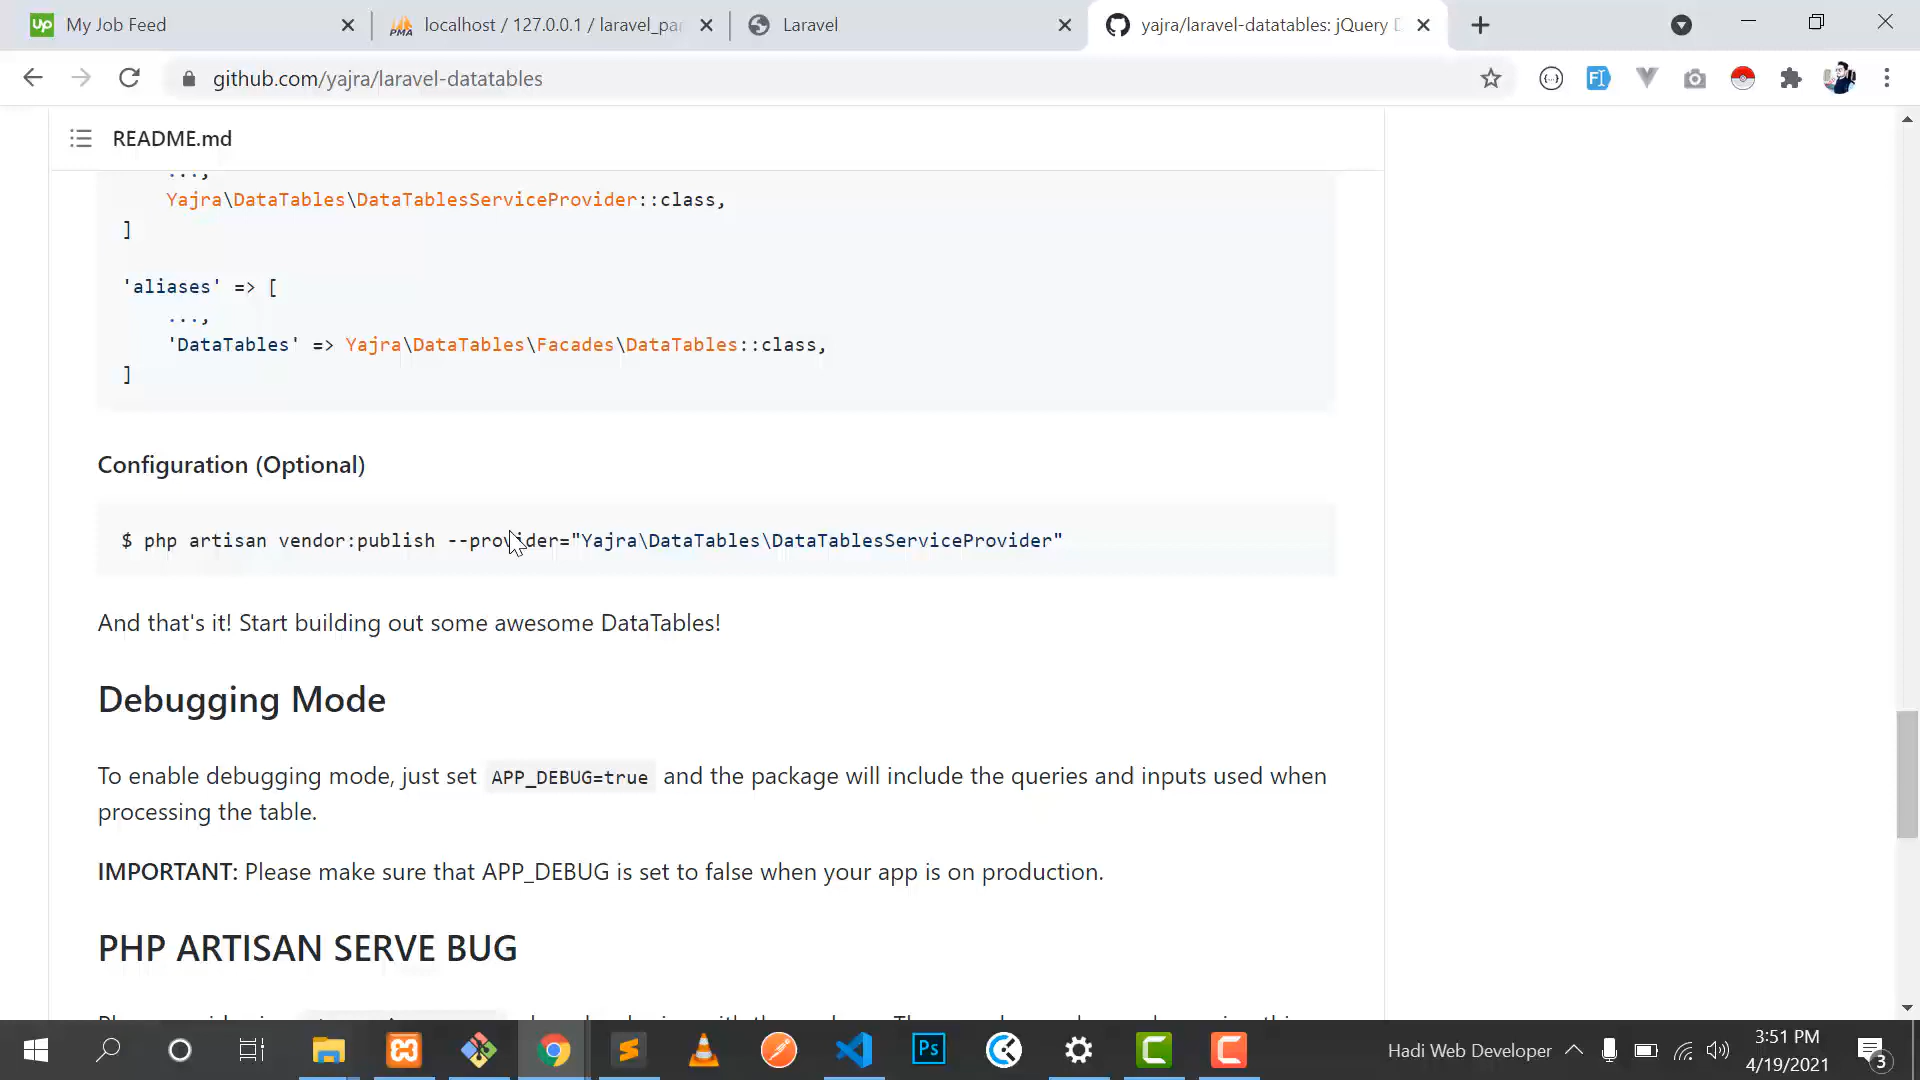 My Job Feed
localhost / 127.0.0.1 / laravel_pa
Laravel
yajra/laravel-datatables: jQuery D
github.com/yajra/laravel-datatables
README.md
...,
Yajra\DataTables\DataTablesServiceProvider::class,
]
'aliases' => [
...,
'DataTables' => Yajra\DataTables\Facades\DataTables::class,
]
Configuration (Optional)
$ php artisan vendor:publish --provider="Yajra\DataTables\DataTablesServiceProvider"
And that's it! Start building out some awesome DataTables!
Debugging Mode
To enable debugging mode, just set APP_DEBUG=true and the package will include the queries and inputs used when
processing the table.
IMPORTANT: Please make sure that APP_DEBUG is set to false when your app is on production.
PHP ARTISAN SERVE BUG
Hadi Web Developer
3:51 PM
4/19/2021
3